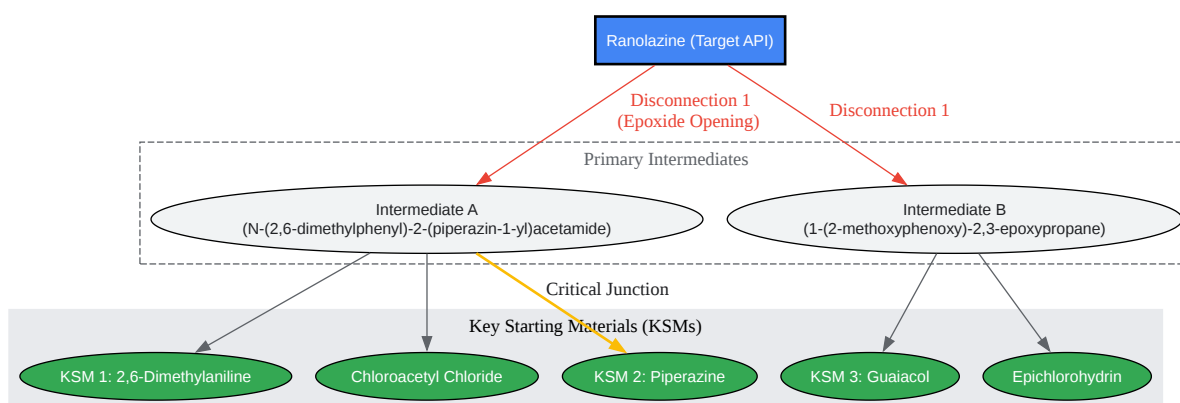 Ranolazine (Target API)
Disconnection 1
(Epoxide Opening)
Disconnection 1
Primary Intermediates
Intermediate A
(N-(2,6-dimethylphenyl)-2-(piperazin-1-yl)acetamide)
Intermediate B
(1-(2-methoxyphenoxy)-2,3-epoxypropane)
Critical Junction
Key Starting Materials (KSMs)
KSM 1: 2,6-Dimethylaniline
Chloroacetyl Chloride
KSM 2: Piperazine
KSM 3: Guaiacol
Epichlorohydrin